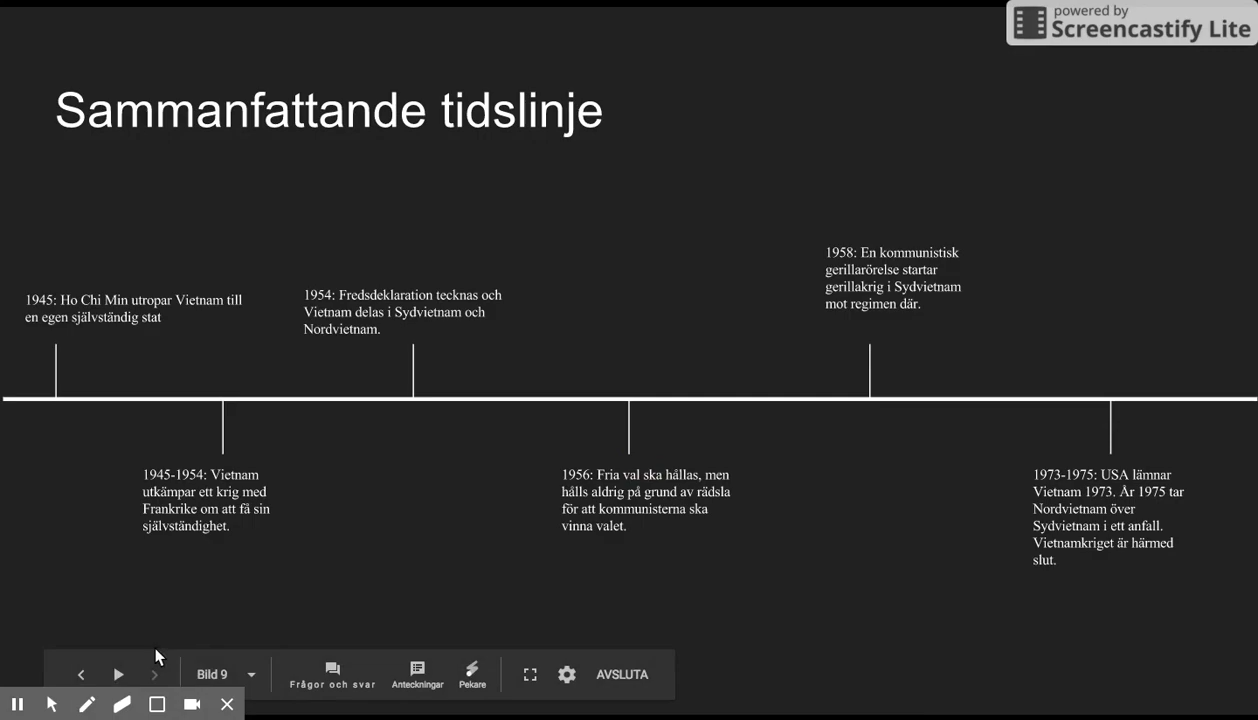 powered by
Screencastify Lite
Sammanfattande tidslinje
1945: Ho Chi Min utropar Vietnam till
en egen självständig stat
1954: Fredsdeklaration tecknas och
Vietnam delas i Sydvietnam och
Nordvietnam.
1958: En kommunistisk
gerillarörelse startar
gerillakrig i Sydvietnam
mot regimen där.
1945-1954: Vietnam
utkämpar ett krig med
Frankrike om att få sin
självständighet.
1956: Fria val ska hållas, men
hålls aldrig på grund av rädsla
för att kommunisterna ska
vinna valet.
1973-1975: USA lämnar
Vietnam 1973. År 1975 tar
Nordvietnam över
Sydvietnam i ett anfall.
Vietnamkriget är härmed
slut.
Bild 9
Frågor och svar
Anteckningar
Pekare
AVSLUTA